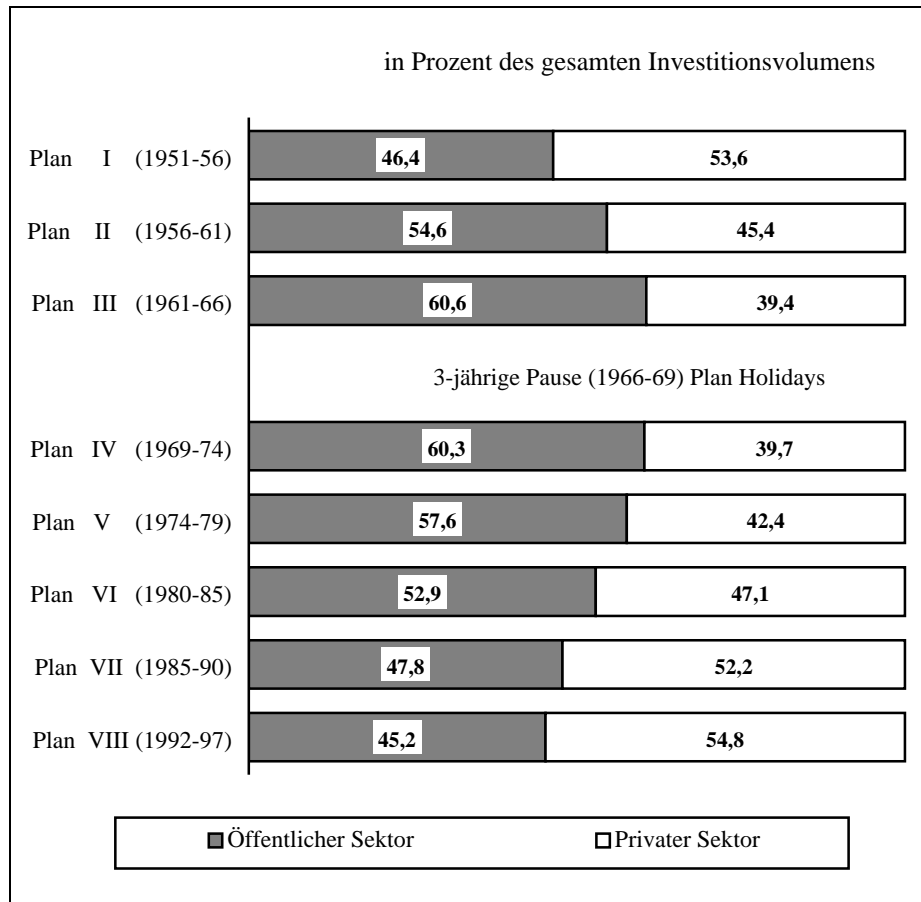 in Prozent des gesamten Investitionsvolumens
Plan I (1951-56) 46,4 53,6
Plan II (1956-61) 54,6 45,4
Plan III (1961-66) 60,6 39,4
3-jährige Pause (1966-69) Plan Holidays
Plan IV (1969-74) 60,3 39,7
Plan V (1974-79) 57,6 42,4
Plan VI (1980-85) 52,9 47,1
Plan VII (1985-90) 47,8 52,2
Plan VIII (1992-97) 45,2 54,8
Öffentlicher Sektor Privater Sektor